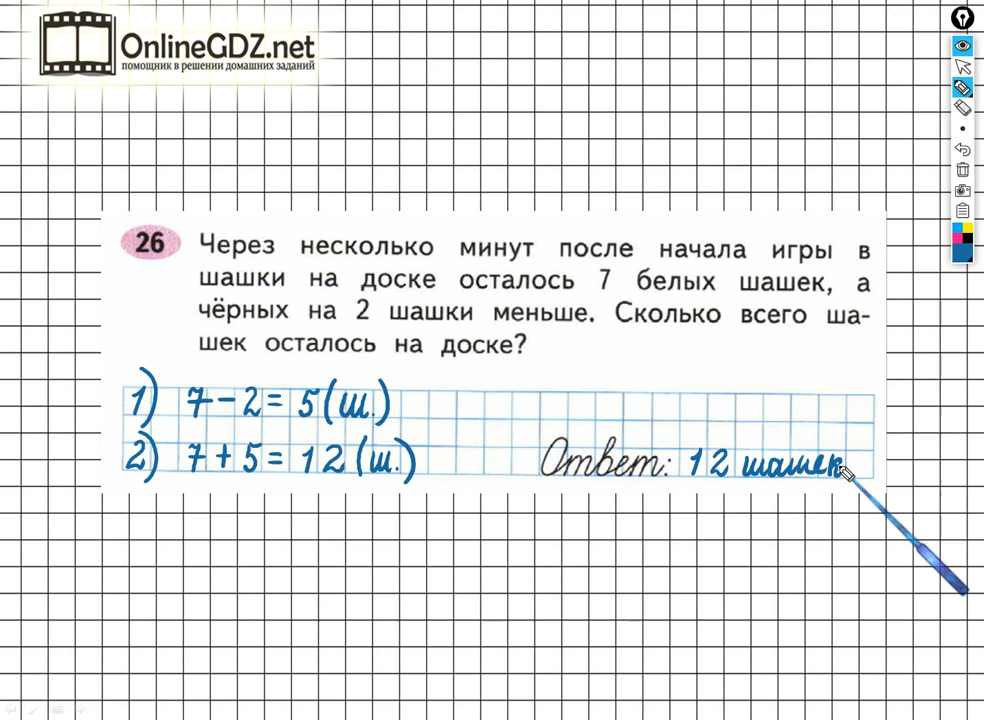 OnlineGDZ.net
помощник в решении домашних заданий
26 Через несколько минут после начала игры в
шашки на доске осталось 7 белых шашек, а
чёрных на 2 шашки меньше. Сколько всего ша-
шек осталось на доске?
1) 7 - 2 = 5 (ш.)
2) 7 + 5 = 12 (ш.) Ответ: 12 шашек